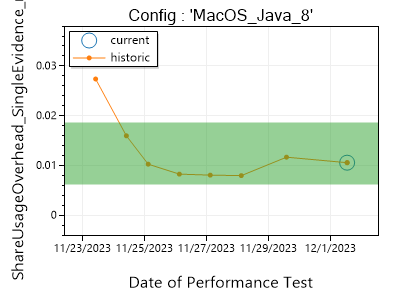 Config : 'MacOS_Java_8'
current
historic
0.03
0.02
0.01
0
11/23/2023
11/25/2023
11/27/2023
11/29/2023
12/1/2023
Date of Performance Test
ShareUsageOverhead_SingleEvidence_